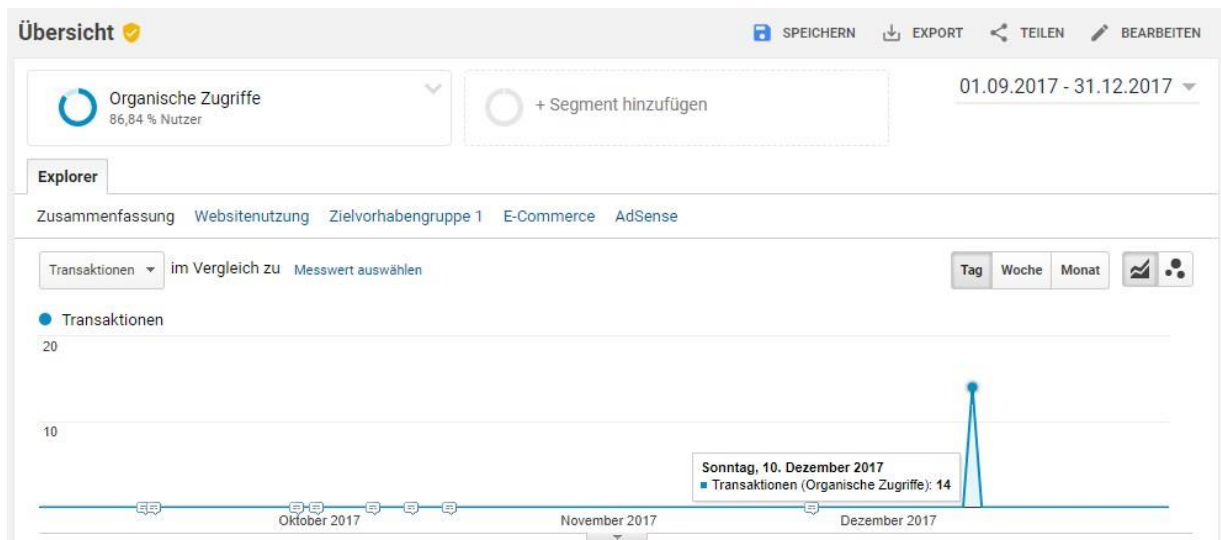 Übersicht
SPEICHERN EXPORT TEILEN BEARBEITEN
Organische Zugriffe
86,84 % Nutzer
+ Segment hinzufügen
01.09.2017 - 31.12.2017
Explorer
Zusammenfassung Websitenutzung Zielvorhabengruppe 1 E-Commerce AdSense
Transaktionen im Vergleich zu Messwert auswählen
Tag Woche Monat
Transaktionen
20
10
Sonntag, 10. Dezember 2017
Transaktionen (Organische Zugriffe): 14
Oktober 2017 November 2017 Dezember 2017